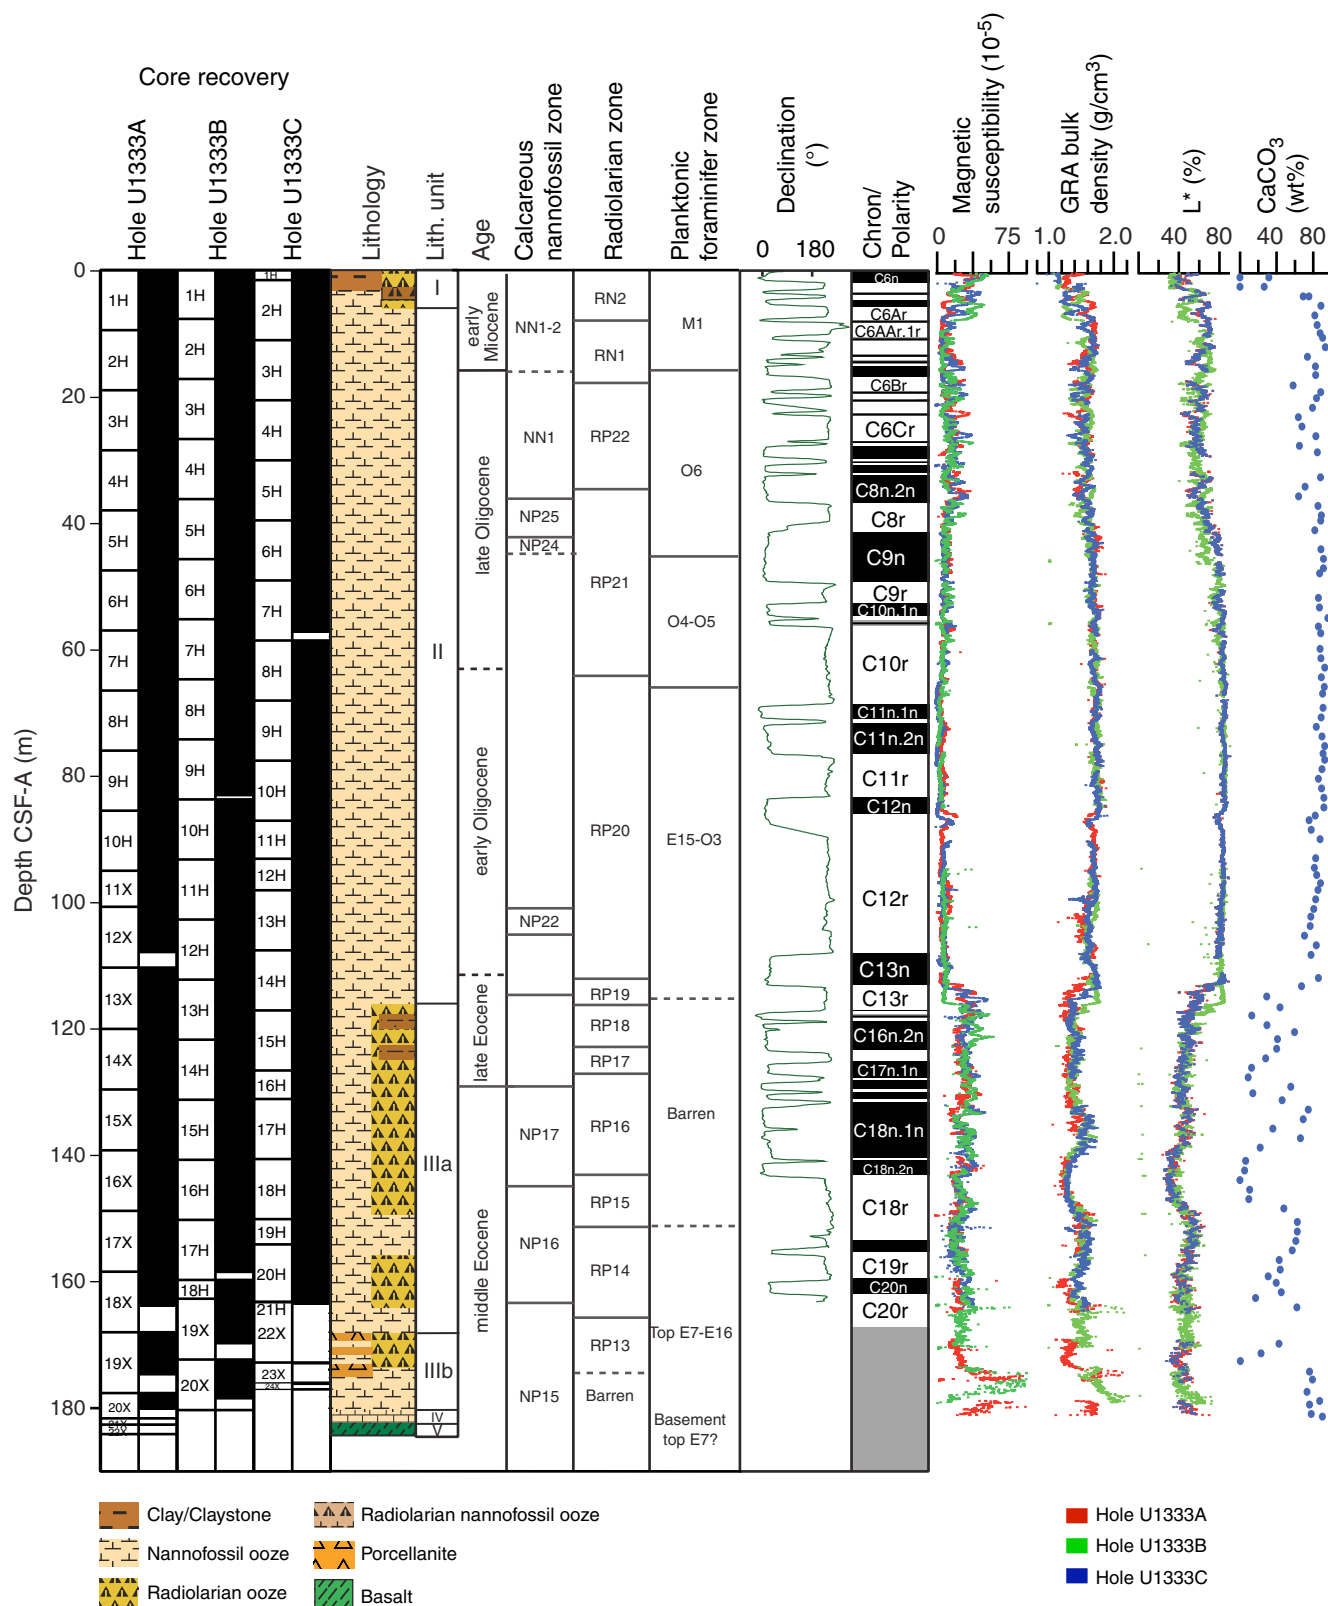 Core recovery
Hole U1333A
Hole U1333B
Hole U1333C
Lithology
Lith. unit
Age
Calcareous
nannofossil zone
Radiolarian zone
Planktonic
foraminifer zone
Declination
(°)
Chron/
Polarity
Magnetic
susceptibility (10-5)
GRA bulk
density (g/cm3)
L* (%)
CaCO3
(wt%)
0 180
0 75
1.0 2.0
40 80
0 40 80
Depth CSF-A (m)
0
20
40
60
80
100
120
140
160
180
1H
2H
3H
4H
5H
6H
7H
8H
9H
10H
11X
12X
13X
14X
15X
16X
17X
18X
19X
20X
21X
22X
1H
2H
3H
4H
5H
6H
7H
8H
9H
10H
11H
12H
13H
14H
15H
16H
17H
18H
19X
20X
1H
2H
3H
4H
5H
6H
7H
8H
9H
10H
11H
12H
13H
14H
15H
16H
17H
18H
19H
20H
21H
22X
23X
24X
I
II
IIIa
IIIb
IV
V
early
Miocene
late Oligocene
early Oligocene
late Eocene
middle Eocene
NN1-2
NN1
NP25
NP24
NP22
NP17
NP16
NP15
RN2
RN1
RP22
RP21
RP20
RP19
RP18
RP17
RP16
RP15
RP14
RP13
Barren
M1
O6
O4-O5
E15-O3
Barren
Top E7-E16
Basement
top E7?
C6n
C6Ar
C6AAr.1r
C6Br
C6Cr
C8n.2n
C8r
C9n
C9r
C10n.1n
C10r
C11n.1n
C11n.2n
C11r
C12n
C12r
C13n
C13r
C16n.2n
C17n.1n
C18n.1n
C18n.2n
C18r
C19r
C20n
C20r
Clay/Claystone
Nannofossil ooze
Radiolarian ooze
Radiolarian nannofossil ooze
Porcellanite
Basalt
Hole U1333A
Hole U1333B
Hole U1333C